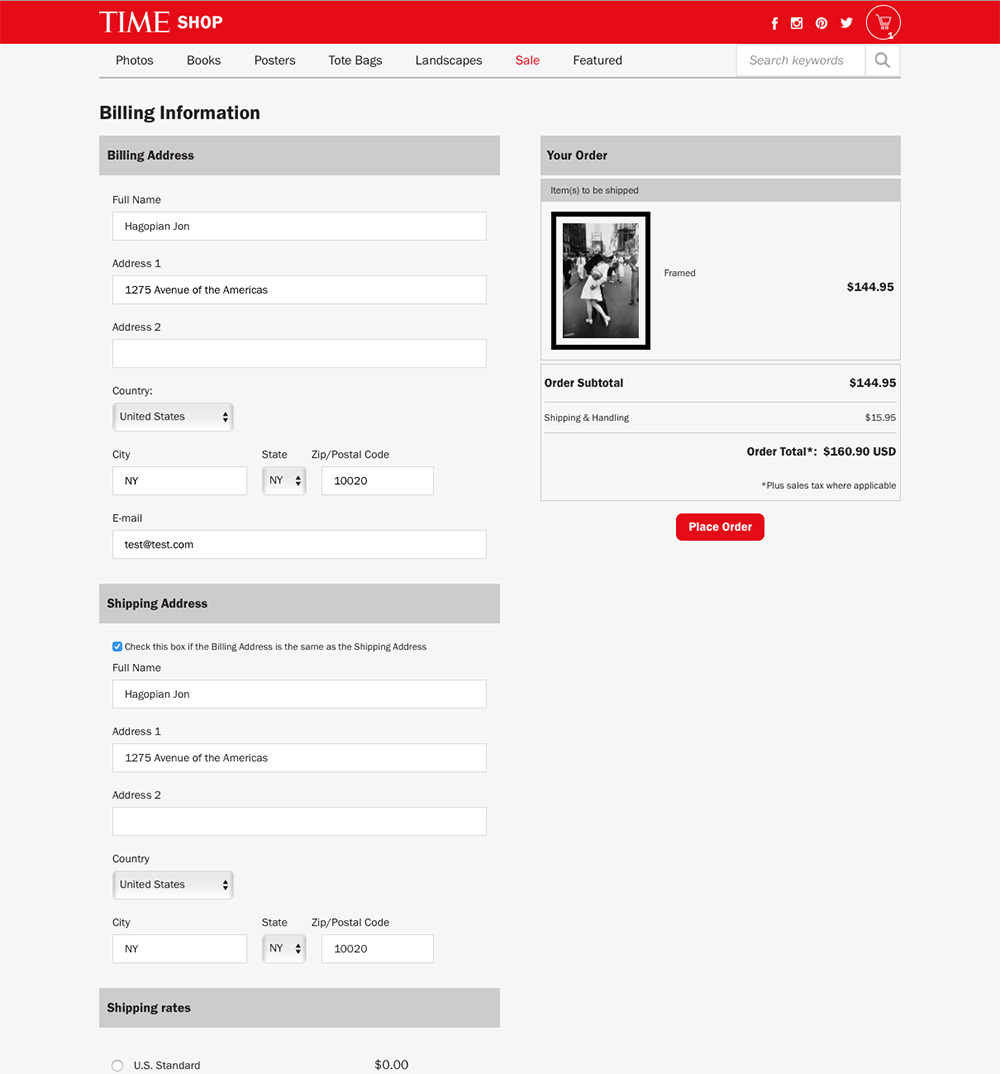 TIME SHOP
1
Photos Books Posters Tote Bags Landscapes Sale Featured Search keywords
Billing Information
Billing Address
Full Name
Hagopian Jon
Address 1
1275 Avenue of the Americas
Address 2
Country:
United States
City State Zip/Postal Code
NY NY 10020
E-mail
test@test.com
Shipping Address
Check this box if the Billing Address is the same as the Shipping Address
Full Name
Hagopian Jon
Address 1
1275 Avenue of the Americas
Address 2
Country
United States
City State Zip/Postal Code
NY NY 10020
Shipping rates
U.S. Standard $0.00
Your Order
Item(s) to be shipped
Framed
$144.95
Order Subtotal $144.95
Shipping & Handling $15.95
Order Total*: $160.90 USD
*Plus sales tax where applicable
Place Order